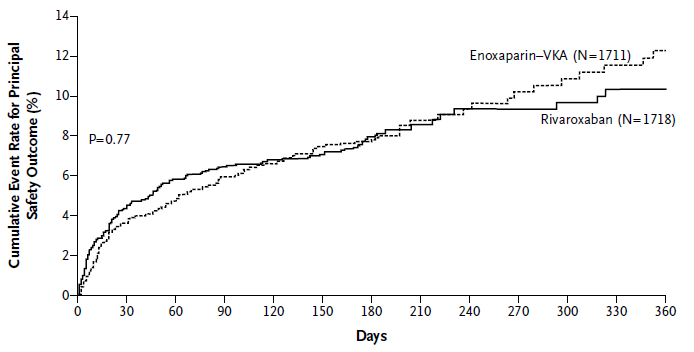 Cumulative Event Rate for Principal
Safety Outcome (%)
14
12
10
8
6
4
2
0
P=0.77
Enoxaparin–VKA (N=1711)
Rivaroxaban (N=1718)
0 30 60 90 120 150 180 210 240 270 300 330 360
Days